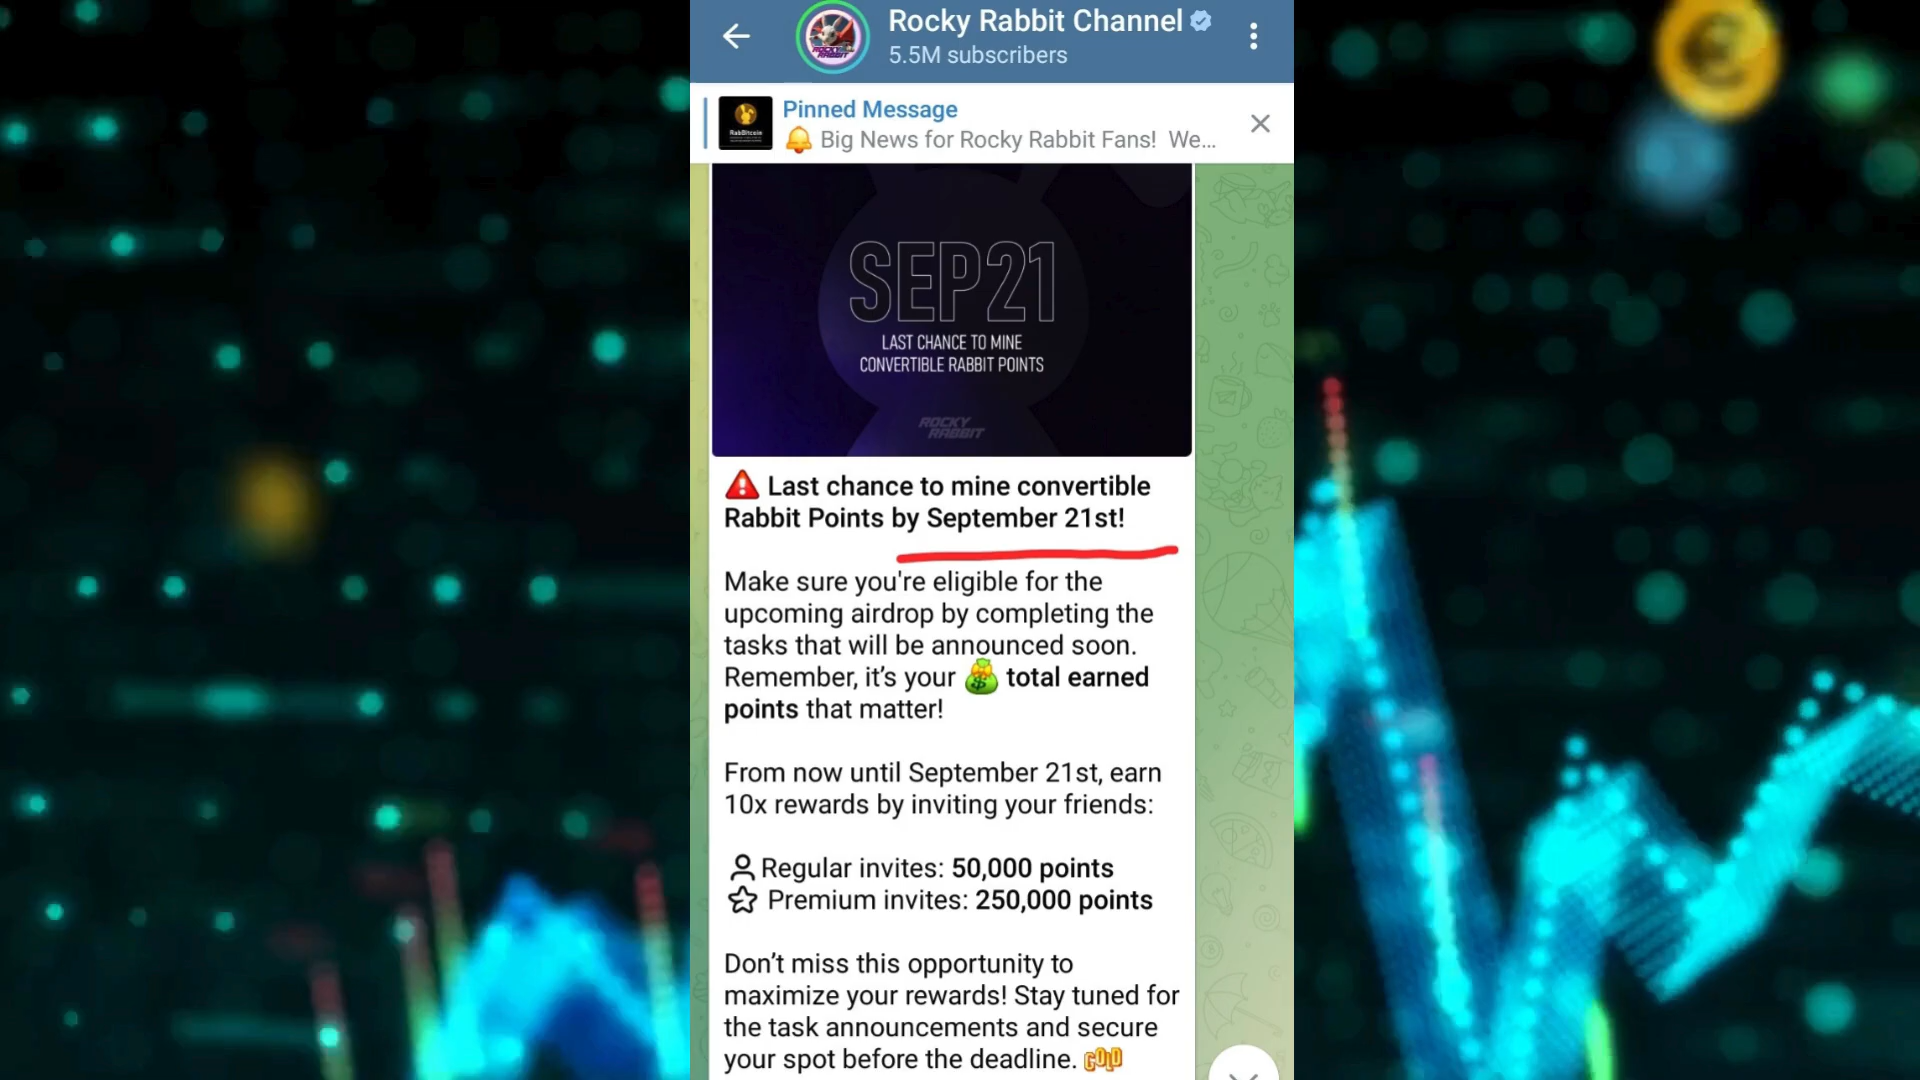 Rocky Rabbit Channel
5.5M subscribers
Pinned Message
🔔 Big News for Rocky Rabbit Fans! We...
RabBitcoin
SEP21
LAST CHANCE TO MINE
CONVERTIBLE RABBIT POINTS
ROCKY
RABBIT
⚠️ Last chance to mine convertible
Rabbit Points by September 21st!
Make sure you're eligible for the
upcoming airdrop by completing the
tasks that will be announced soon.
Remember, it's your 💰 total earned
points that matter!
From now until September 21st, earn
10x rewards by inviting your friends:
Regular invites: 50,000 points
Premium invites: 250,000 points
Don't miss this opportunity to
maximize your rewards! Stay tuned for
the task announcements and secure
your spot before the deadline. GOLD